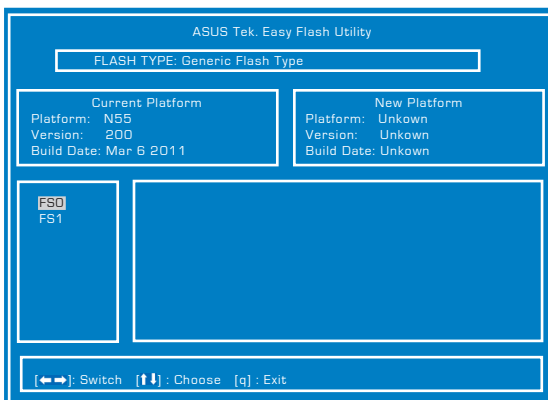 ASUS Tek. Easy Flash Utility
FLASH TYPE: Generic Flash Type
Current Platform
Platform: N55
Version: 200
Build Date: Mar 6 2011
New Platform
Platform: Unkown
Version: Unkown
Build Date: Unkown
FS0
FS1
[←→]: Switch [↑↓] : Choose [q] : Exit